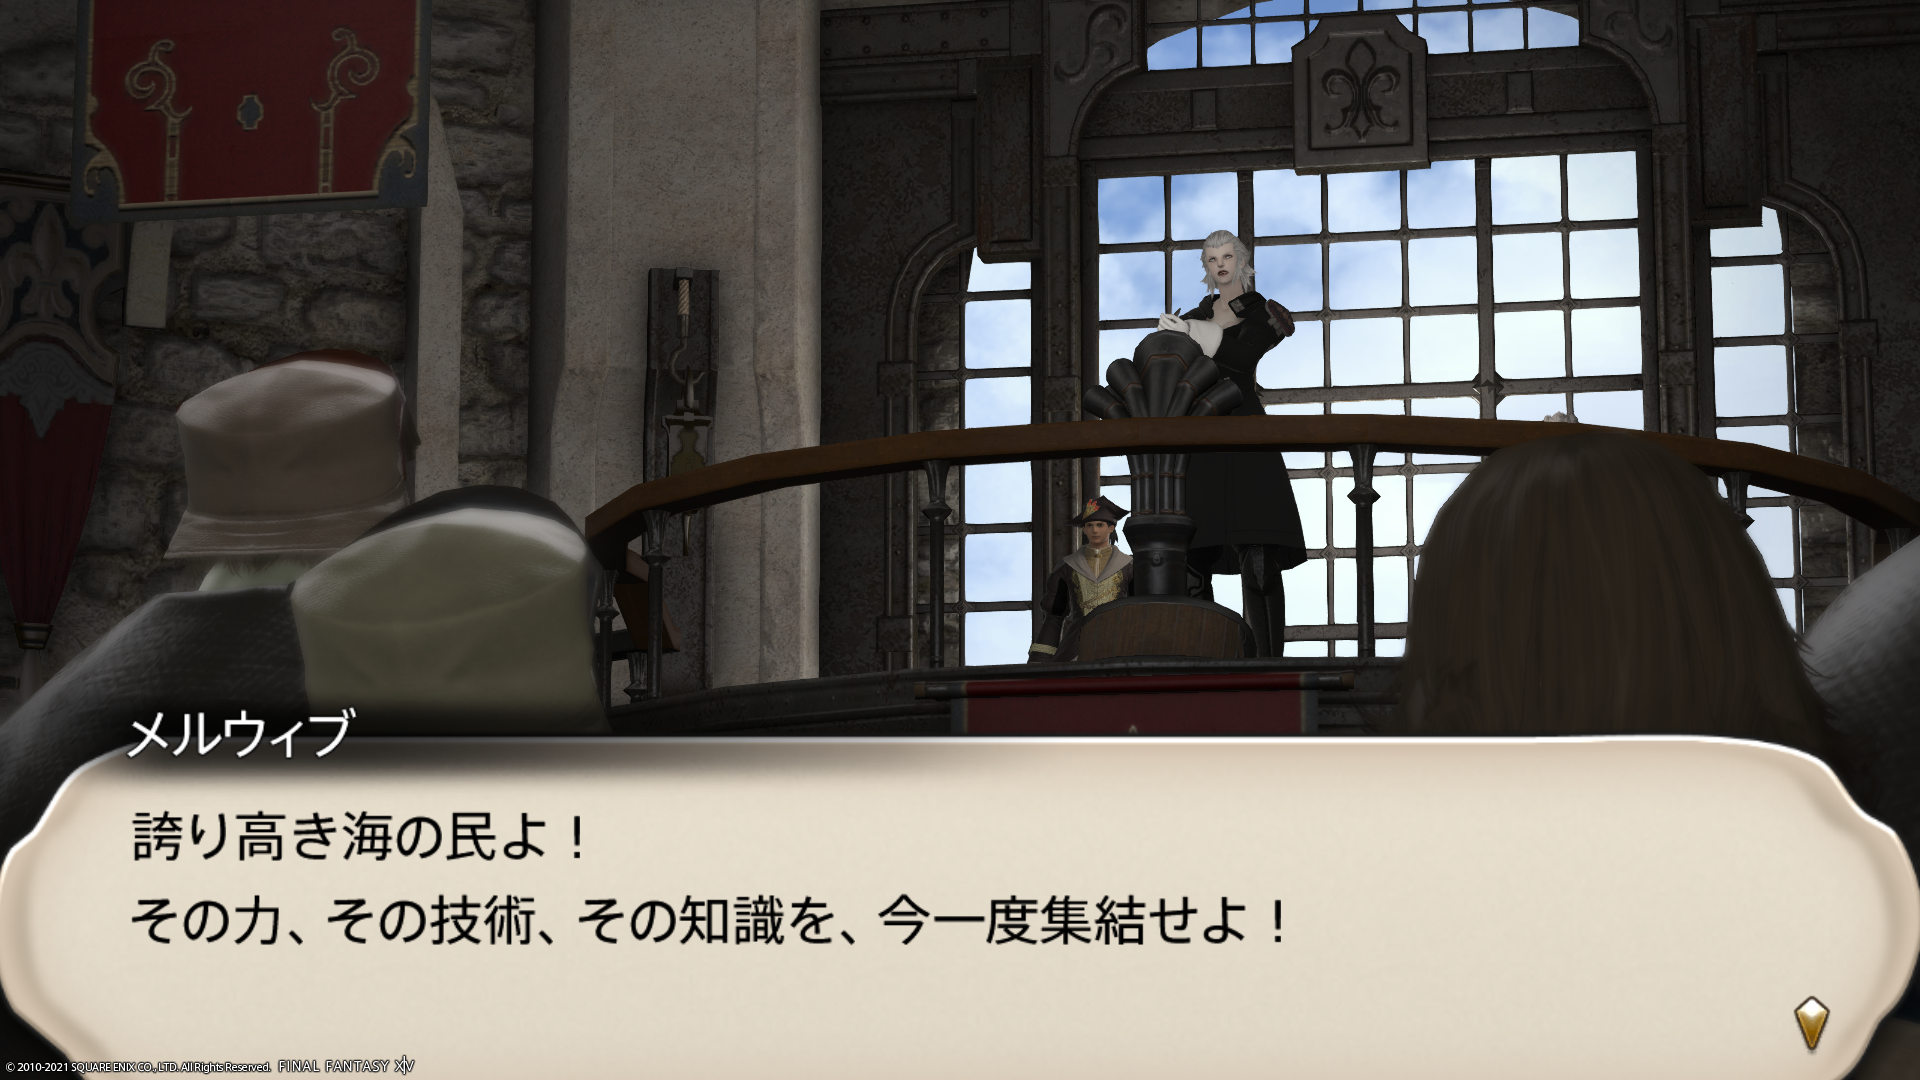 メルウィブ
誇り高き海の民よ！
その力、その技術、その知識を、今一度集結せよ！
© 2010-2021 SQUARE ENIX CO., LTD. All Rights Reserved. FINAL FANTASY XIV